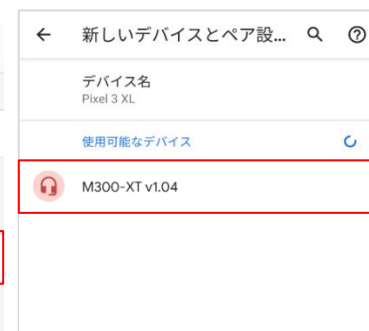 新しいデバイスとペア設...
デバイス名
Pixel 3 XL
使用可能なデバイス
M300-XT v1.04